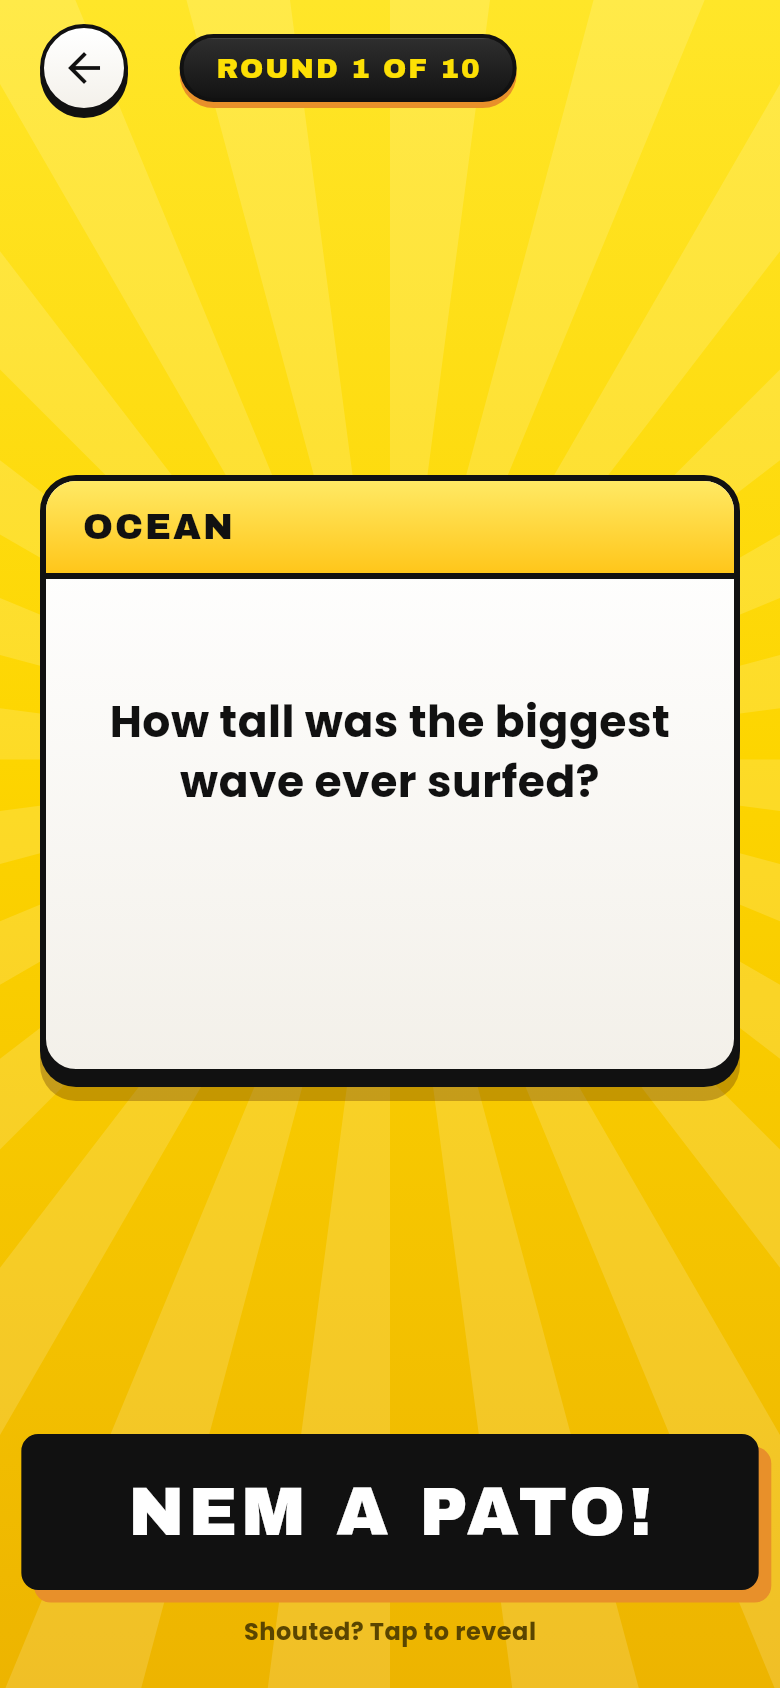 ROUND 1 OF 10
OCEAN
How tall was the biggest
wave ever surfed?
NEM A PATO!
Shouted? Tap to reveal